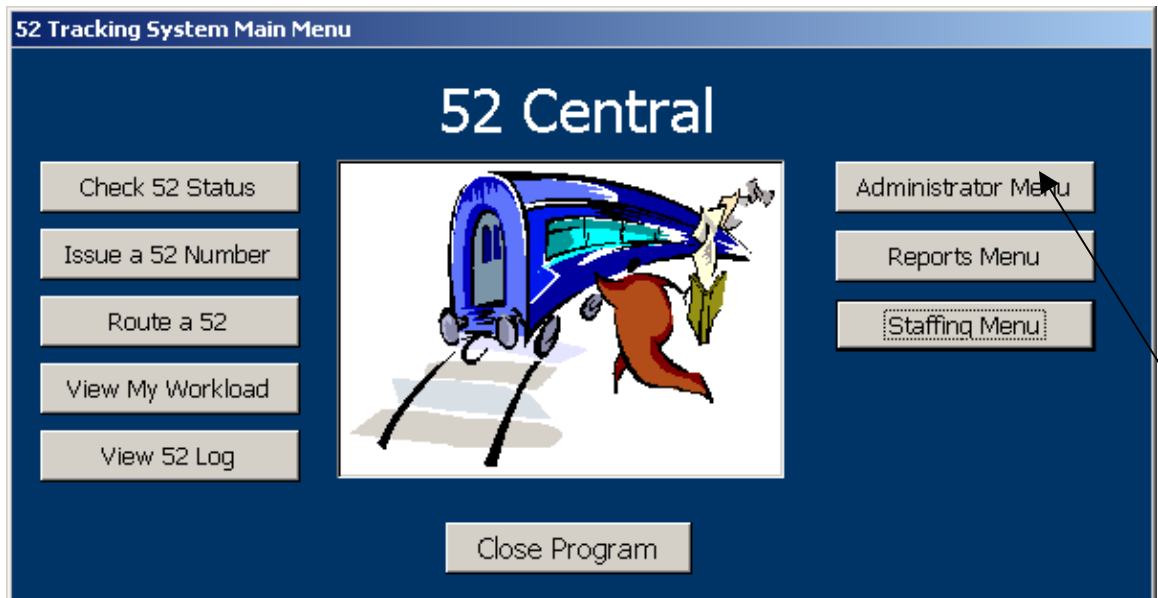 52 Tracking System Main Menu
52 Central
Check 52 Status
Issue a 52 Number
Route a 52
View My Workload
View 52 Log
Administrator Menu
Reports Menu
Staffing Menu
Close Program